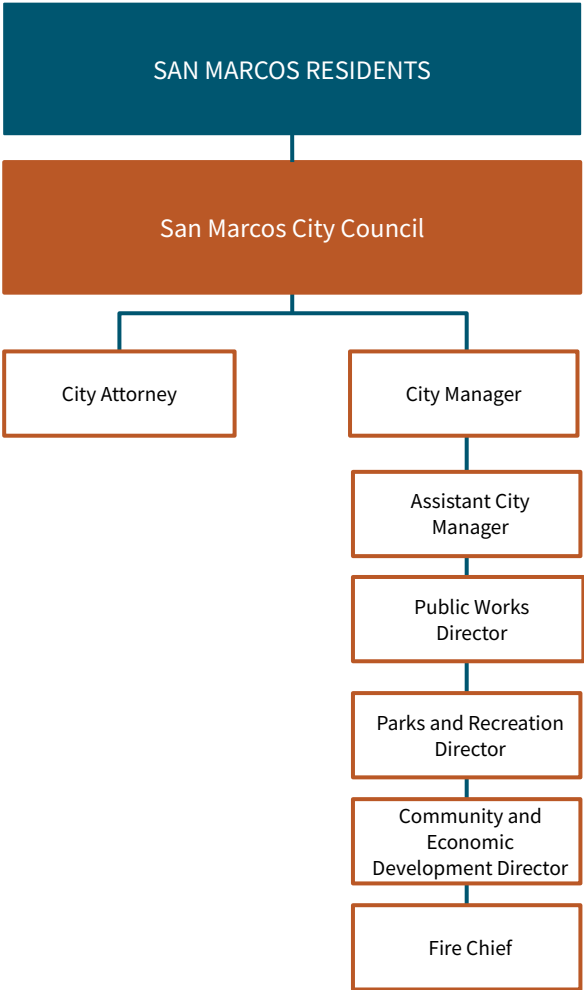 SAN MARCOS RESIDENTS
San Marcos City Council
City Attorney
City Manager
Assistant City
Manager
Public Works
Director
Parks and Recreation
Director
Community and
Economic
Development Director
Fire Chief